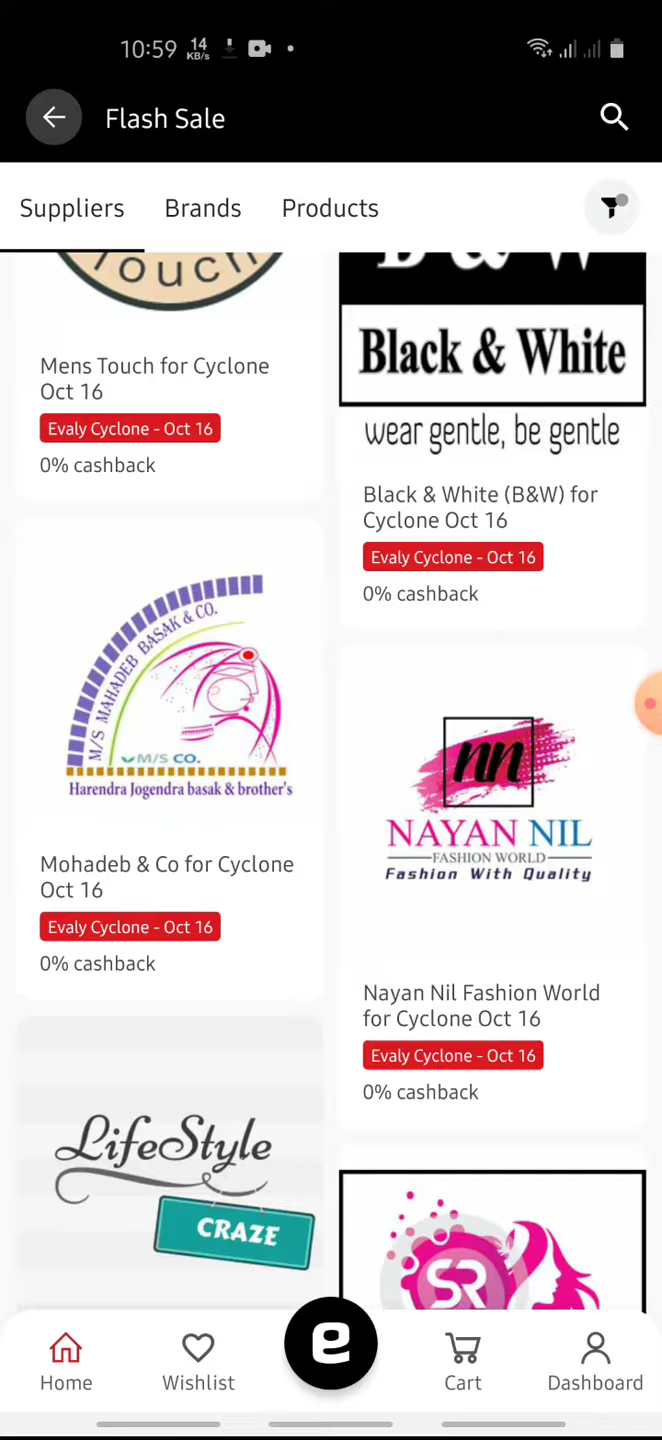 10:59 14 KB/s
Flash Sale
Suppliers Brands Products
Touch
Mens Touch for Cyclone
Oct 16
Evaly Cyclone - Oct 16
0% cashback
B & W
Black & White
wear gentle, be gentle
Black & White (B&W) for
Cyclone Oct 16
Evaly Cyclone - Oct 16
0% cashback
M/S MAHADEB BASAK & CO.
M/S CO.
Harendra Jogendra basak & brother's
Mohadeb & Co for Cyclone
Oct 16
Evaly Cyclone - Oct 16
0% cashback
nn
NAYAN NIL
FASHION WORLD
Fashion With Quality
Nayan Nil Fashion World
for Cyclone Oct 16
Evaly Cyclone - Oct 16
0% cashback
LifeStyle
CRAZE
SR
e
Home Wishlist Cart Dashboard